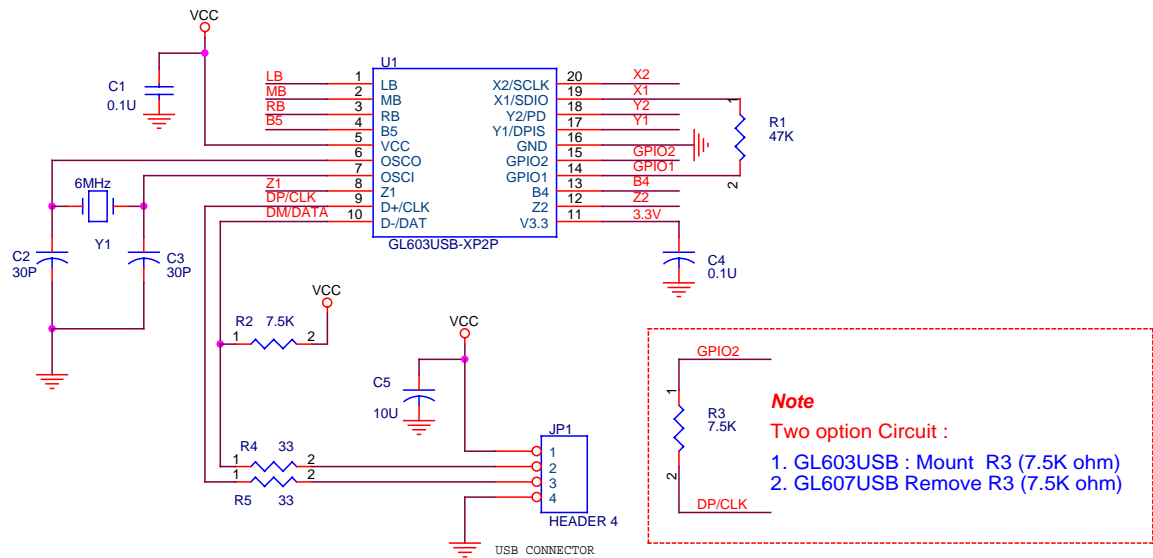 VCC
C1
0.1U
U1
GL603USB-XP2P
LB 1 LB
MB 2 MB
RB 3 RB
B5 4 B5
5 VCC
6 OSCO
7 OSCI
Z1 8 Z1
DP/CLK 9 D+/CLK
DM/DATA 10 D-/DAT
X2/SCLK 20 X2
X1/SDIO 19 X1
Y2/PD 18 Y2
Y1/DPIS 17 Y1
GND 16
GPIO2 15 GPIO2
GPIO1 14 GPIO1
B4 13 B4
Z2 12 Z2
V3.3 11 3.3V
1
R1
47K
2
6MHz
Y1
C2
30P
C3
30P
C4
0.1U
VCC
R2 7.5K
1 2
VCC
C5
10U
R4 33
1 2
1 2
R5 33
JP1
1
2
3
4
HEADER 4
USB CONNECTOR
GPIO2
1
R3
7.5K
2
DP/CLK
Note
Two option Circuit :
1. GL603USB : Mount R3 (7.5K ohm)
2. GL607USB Remove R3 (7.5K ohm)